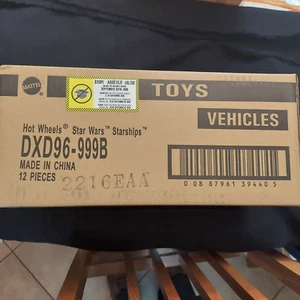 MATTEL
TOYS
VEHICLES
Hot Wheels® Star Wars™ Starships™
DXD96-999B
MADE IN CHINA
12 PIECES
2216EAA
0 08 87961 39440 5